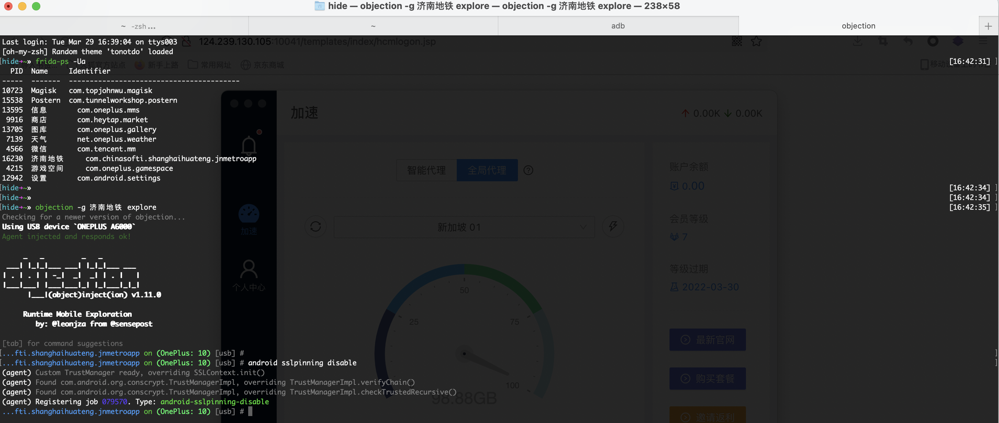 hide — objection -g 济南地铁 explore — objection -g 济南地铁 explore — 238×58
~ -zsh...
~
adb
objection
+
Last login: Tue Mar 29 16:39:04 on ttys003
124.239.130.105:10041/templates/index/hcmlogon.jsp
[oh-my-zsh] Random theme 'tonotdo' loaded
[hide→~» frida-ps -Ua [16:42:31] ]
火狐官方站点 新手上路 常用网址 京东商城
PID Name Identifier
----- ------- -----------------------------------------
10723 Magisk com.topjohnwu.magisk
15538 Postern com.tunnelworkshop.postern
13595 信息 com.oneplus.mms
9916 商店 com.heytap.market
13705 图库 com.oneplus.gallery
7139 天气 net.oneplus.weather
4566 微信 com.tencent.mm
16230 济南地铁 com.chinasofti.shanghaihuateng.jnmetroapp
4215 游戏空间 com.oneplus.gamespace
12942 设置 com.android.settings
[hide→~» [16:42:34] ]
[hide→~» [16:42:34] ]
[hide→~» objection -g 济南地铁 explore [16:42:35] ]
Checking for a newer version of objection...
Using USB device `ONEPLUS A6000`
Agent injected and responds ok!
|___|(object)inject(ion) v1.11.0
Runtime Mobile Exploration
by: @leonjza from @sensepost
[tab] for command suggestions
[...fti.shanghaihuateng.jnmetroapp on (OnePlus: 10) [usb] # ]
[...fti.shanghaihuateng.jnmetroapp on (OnePlus: 10) [usb] # android sslpinning disable ]
(agent) Custom TrustManager ready, overriding SSLContext.init()
(agent) Found com.android.org.conscrypt.TrustManagerImpl, overriding TrustManagerImpl.verifyChain()
(agent) Found com.android.org.conscrypt.TrustManagerImpl, overriding TrustManagerImpl.checkTrustedRecursive()
(agent) Registering job 079570. Type: android-sslpinning-disable
...fti.shanghaihuateng.jnmetroapp on (OnePlus: 10) [usb] #
加速
↑ 0.00K ↓ 0.00K
智能代理 全局代理
新加坡 01
加速
个人中心
25
50
75
100
98.88GB
账户余额
0.00
会员等级
7
等级过期
2022-03-30
最新官网
购买套餐
邀请返利